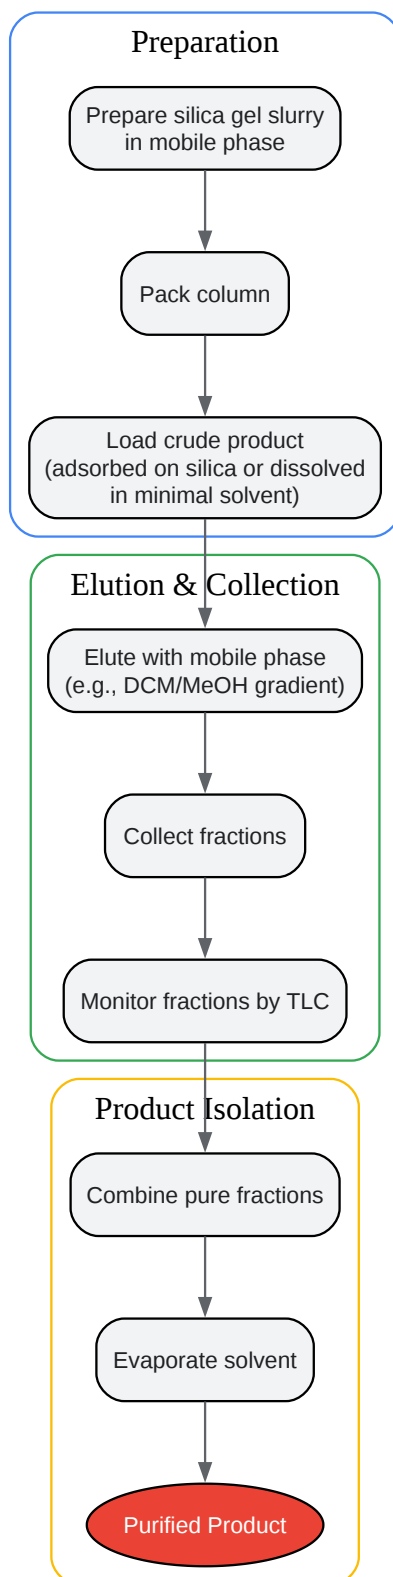 Preparation
Prepare silica gel slurry
in mobile phase
Pack column
Load crude product
(adsorbed on silica or dissolved
in minimal solvent)
Elution & Collection
Elute with mobile phase
(e.g., DCM/MeOH gradient)
Collect fractions
Monitor fractions by TLC
Product Isolation
Combine pure fractions
Evaporate solvent
Purified Product